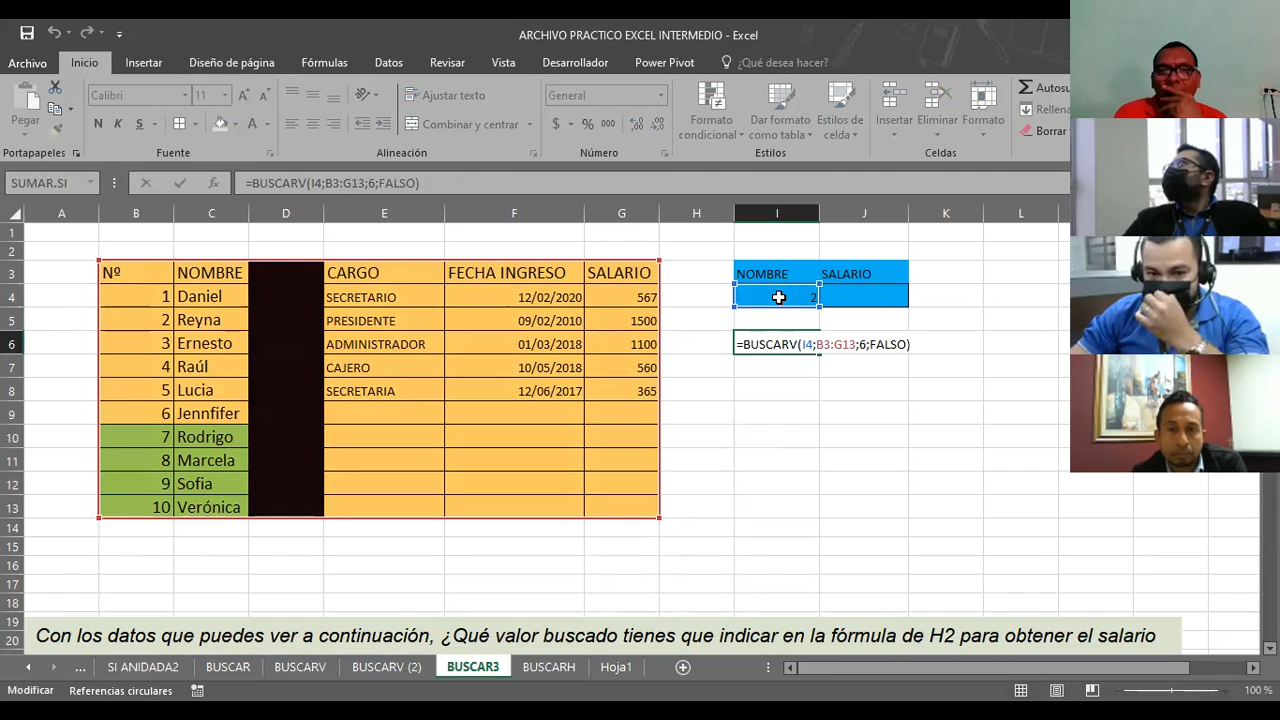 ARCHIVO PRACTICO EXCEL INTERMEDIO - Excel
Archivo Inicio Insertar Diseño de página Fórmulas Datos Revisar Vista Desarrollador Power Pivot ¿Qué desea hacer?
Pegar
Calibri 11
Ajustar texto
General
Formato condicional
Dar formato como tabla
Estilos de celda
Insertar
Eliminar
Formato
Autosu
N K S
Combinar y centrar
$ % 000
Rellena
Borrar
Portapapeles Fuente Alineación Número Estilos Celdas
SUMAR.SI fx =BUSCARV(I4;B3:G13;6;FALSO)
A B C D E F G H I J K L
1
2
3 Nº NOMBRE CARGO FECHA INGRESO SALARIO NOMBRE SALARIO
4 1 Daniel SECRETARIO 12/02/2020 567 2
5 2 Reyna PRESIDENTE 09/02/2010 1500
6 3 Ernesto ADMINISTRADOR 01/03/2018 1100 =BUSCARV(I4;B3:G13;6;FALSO)
7 4 Raúl CAJERO 10/05/2018 560
8 5 Lucia SECRETARIA 12/06/2017 365
9 6 Jennfifer
10 7 Rodrigo
11 8 Marcela
12 9 Sofia
13 10 Verónica
14
15
16
17
18
19
20 Con los datos que puedes ver a continuación, ¿Qué valor buscado tienes que indicar en la fórmula de H2 para obtener el salario
... SI ANIDADA2 BUSCAR BUSCARV BUSCARV (2) BUSCAR3 BUSCARH Hoja1
Modificar Referencias circulares 100 %